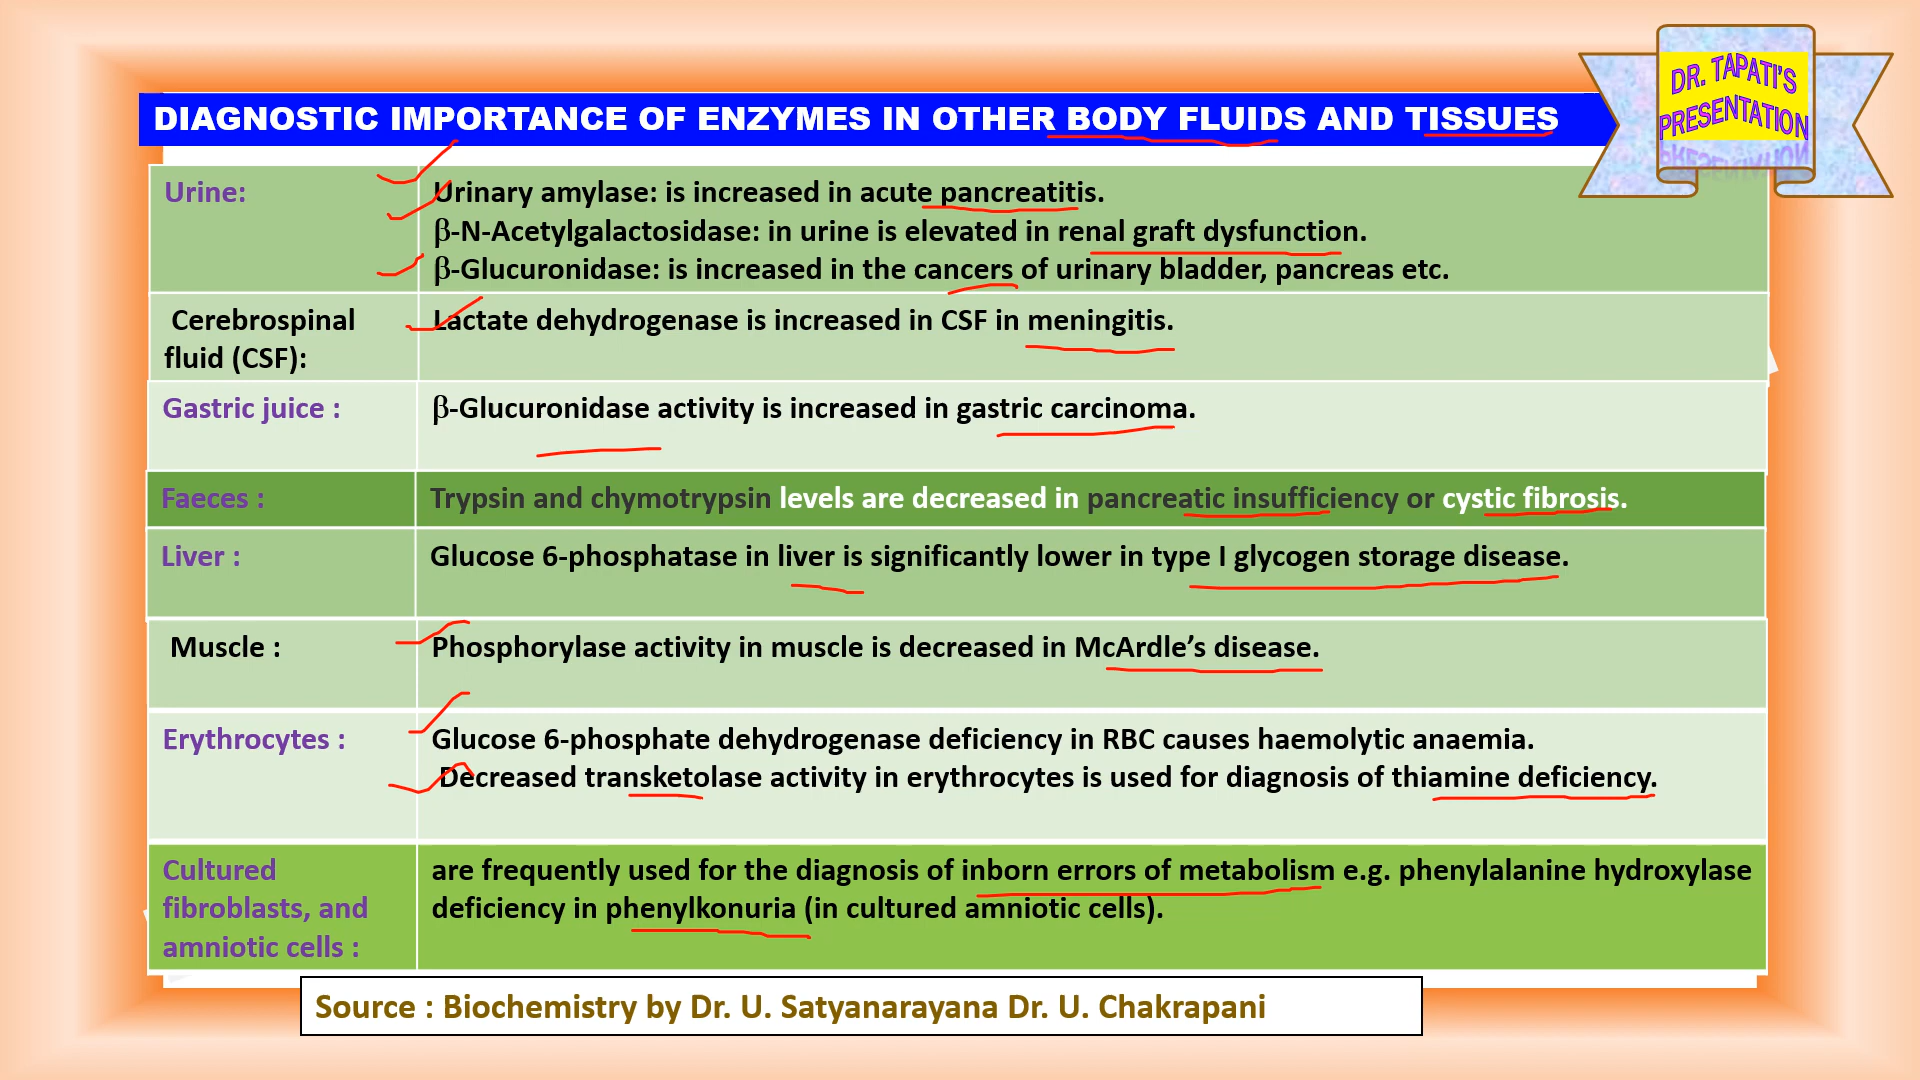 DR. TAPATI'S
PRESENTATION
DIAGNOSTIC IMPORTANCE OF ENZYMES IN OTHER BODY FLUIDS AND TISSUES
Urine:
Urinary amylase: is increased in acute pancreatitis.
β-N-Acetylgalactosidase: in urine is elevated in renal graft dysfunction.
β-Glucuronidase: is increased in the cancers of urinary bladder, pancreas etc.
Cerebrospinal
fluid (CSF):
Lactate dehydrogenase is increased in CSF in meningitis.
Gastric juice :
β-Glucuronidase activity is increased in gastric carcinoma.
Faeces :
Trypsin and chymotrypsin levels are decreased in pancreatic insufficiency or cystic fibrosis.
Liver :
Glucose 6-phosphatase in liver is significantly lower in type I glycogen storage disease.
Muscle :
Phosphorylase activity in muscle is decreased in McArdle’s disease.
Erythrocytes :
Glucose 6-phosphate dehydrogenase deficiency in RBC causes haemolytic anaemia.
Decreased transketolase activity in erythrocytes is used for diagnosis of thiamine deficiency.
Cultured
fibroblasts, and
amniotic cells :
are frequently used for the diagnosis of inborn errors of metabolism e.g. phenylalanine hydroxylase
deficiency in phenylkonuria (in cultured amniotic cells).
Source : Biochemistry by Dr. U. Satyanarayana Dr. U. Chakrapani